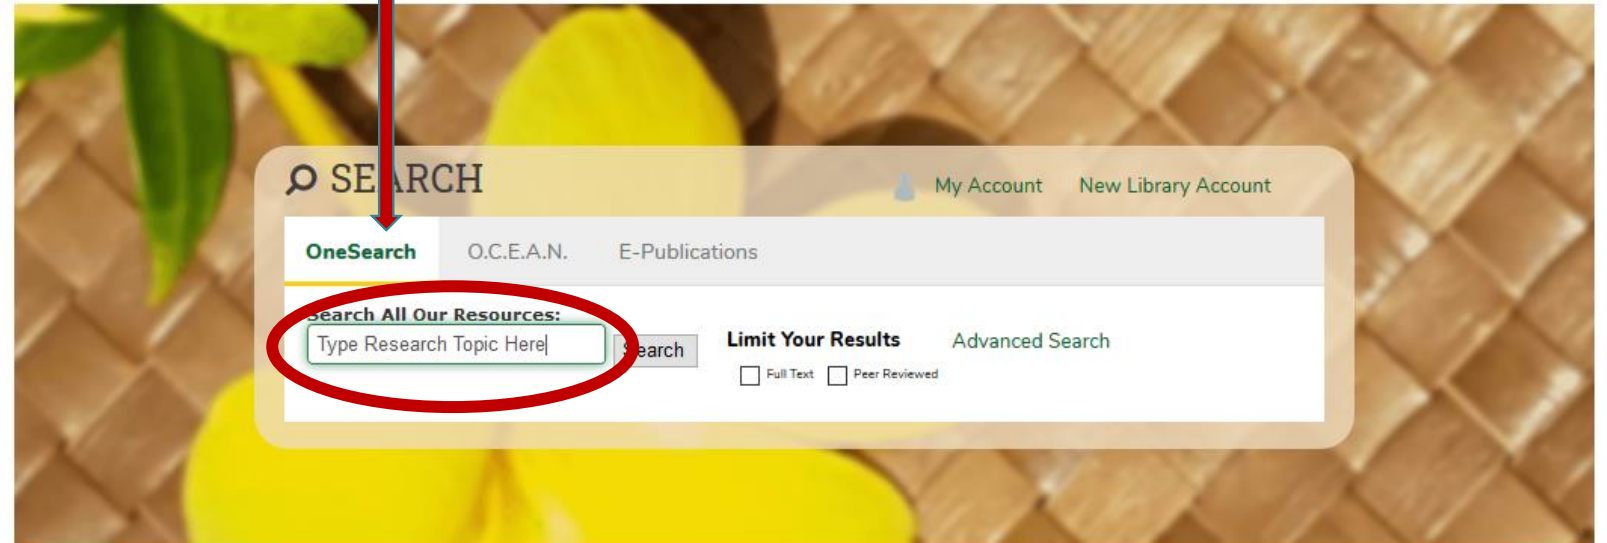 SEARCH
My Account New Library Account
OneSearch O.C.E.A.N. E-Publications
Search All Our Resources:
Type Research Topic Here
Search
Limit Your Results
Advanced Search
Full Text Peer Reviewed